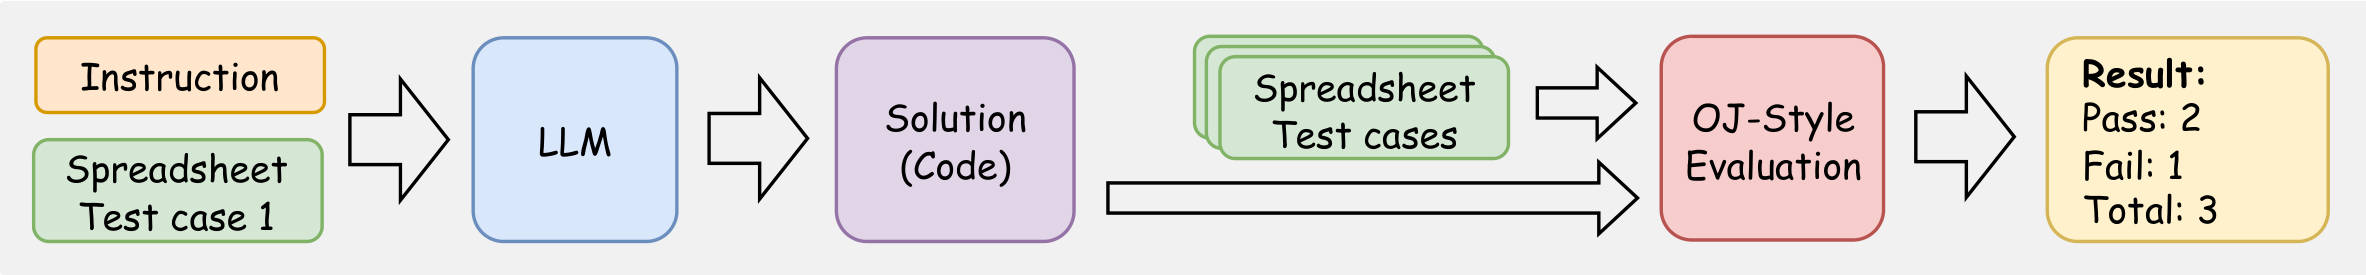 Instruction
Spreadsheet
Test case 1
LLM
Solution
(Code)
Spreadsheet
Test cases
OJ-Style
Evaluation
Result:
Pass: 2
Fail: 1
Total: 3